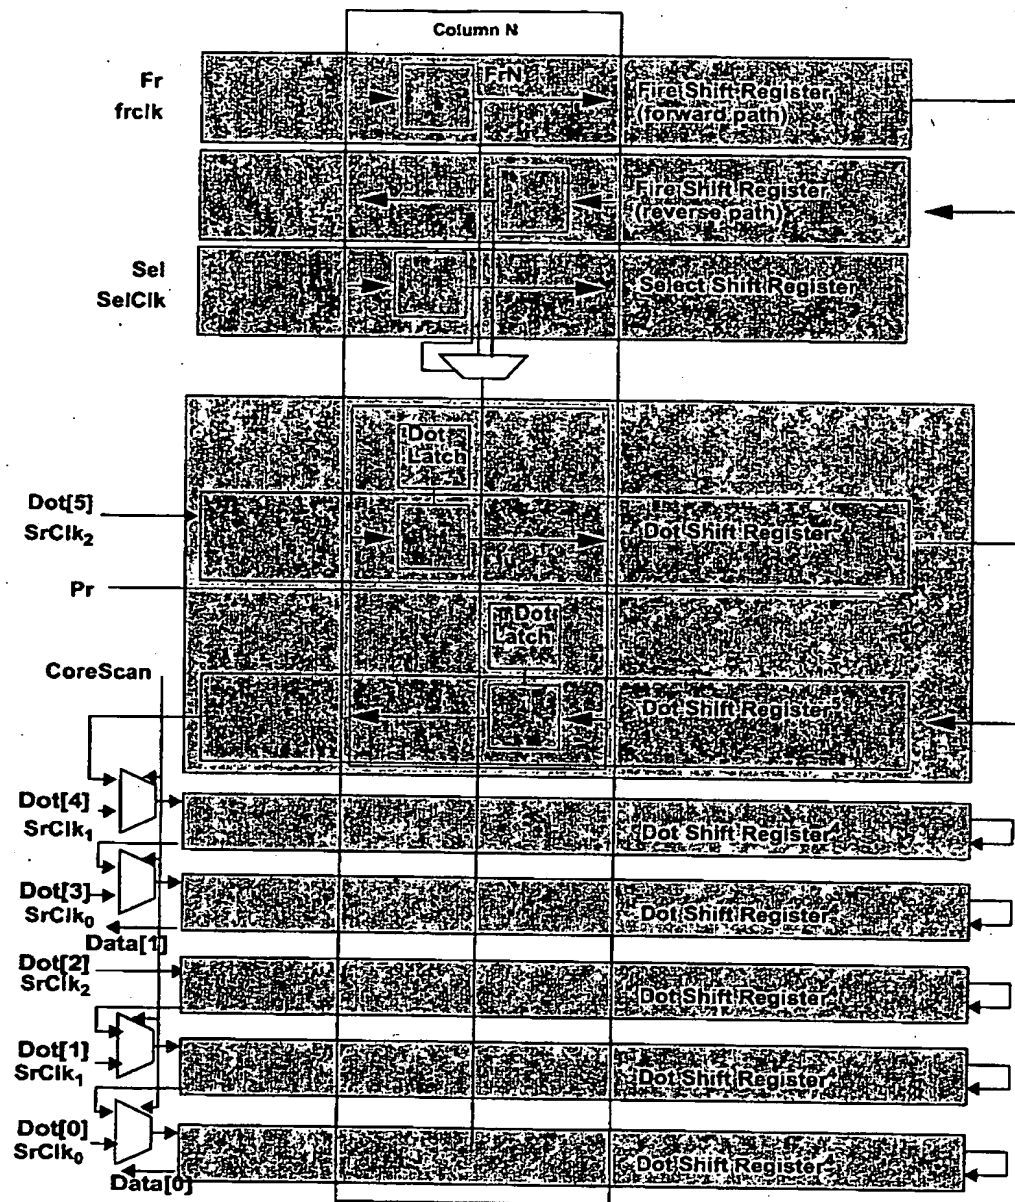 Column N
Fr
frclk
FrN
Fire Shift Register
(forward path)
Fire Shift Register
(reverse path)
Sel
SelClk
Select Shift Register
Dot
Latch
Dot[5]
SrClk2
Dot Shift Register
Pr
Dot
Latch
CoreScan
Dot Shift Register
Dot[4]
SrClk1
Dot Shift Register
Dot[3]
SrClk0
Dot Shift Register
Data[1]
Dot[2]
SrClk2
Dot Shift Register
Dot[1]
SrClk1
Dot Shift Register
Dot[0]
SrClk0
Dot Shift Register
Data[0]